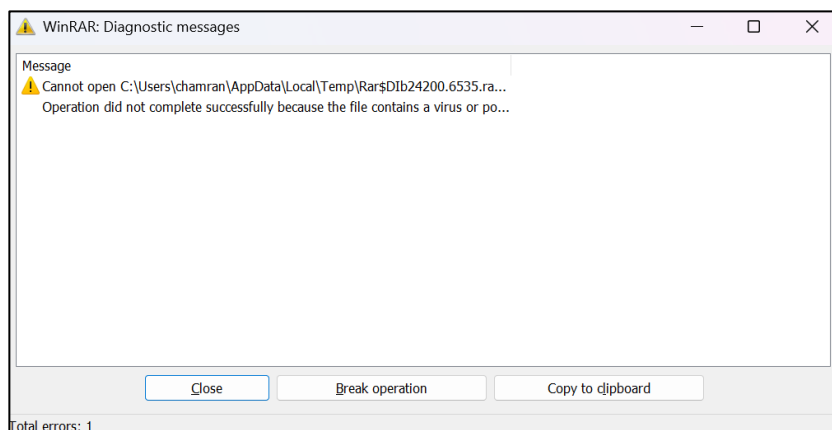 WinRAR: Diagnostic messages
Message
Cannot open C:\Users\chamran\AppData\Local\Temp\Rar$DIb24200.6535.ra...
Operation did not complete successfully because the file contains a virus or po...
Close
Break operation
Copy to clipboard
Total errors: 1